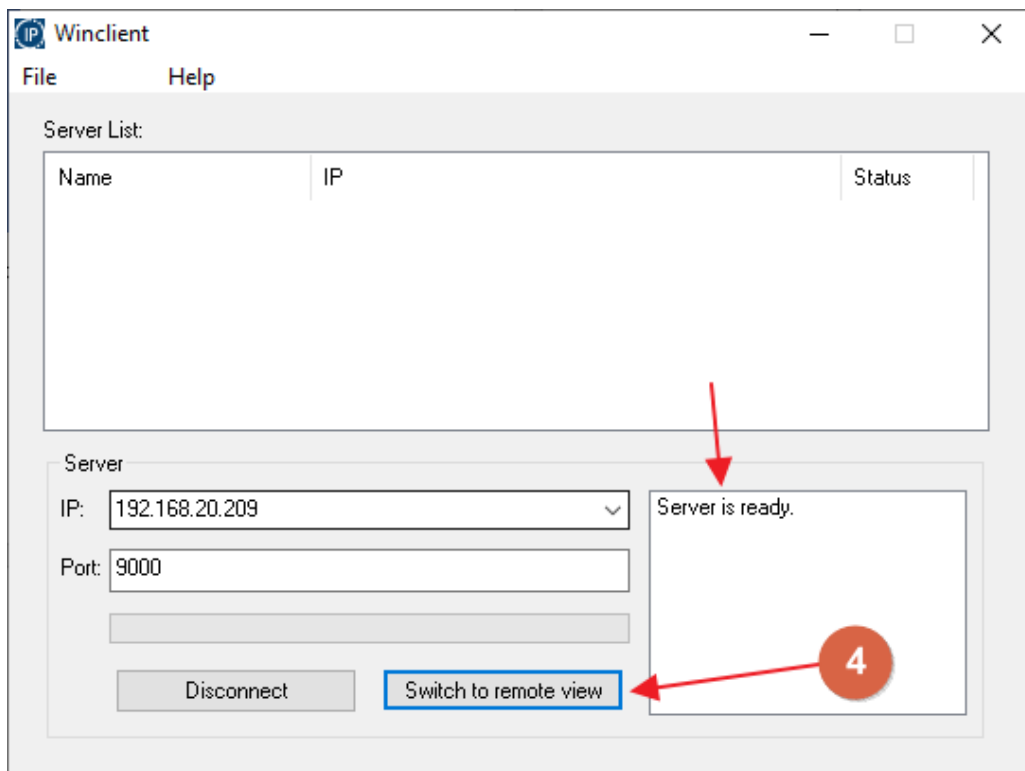 IP Winclient
File Help
Server List:
Name IP Status
Server
IP: 192.168.20.209 Server is ready.
Port: 9000
4
Disconnect Switch to remote view